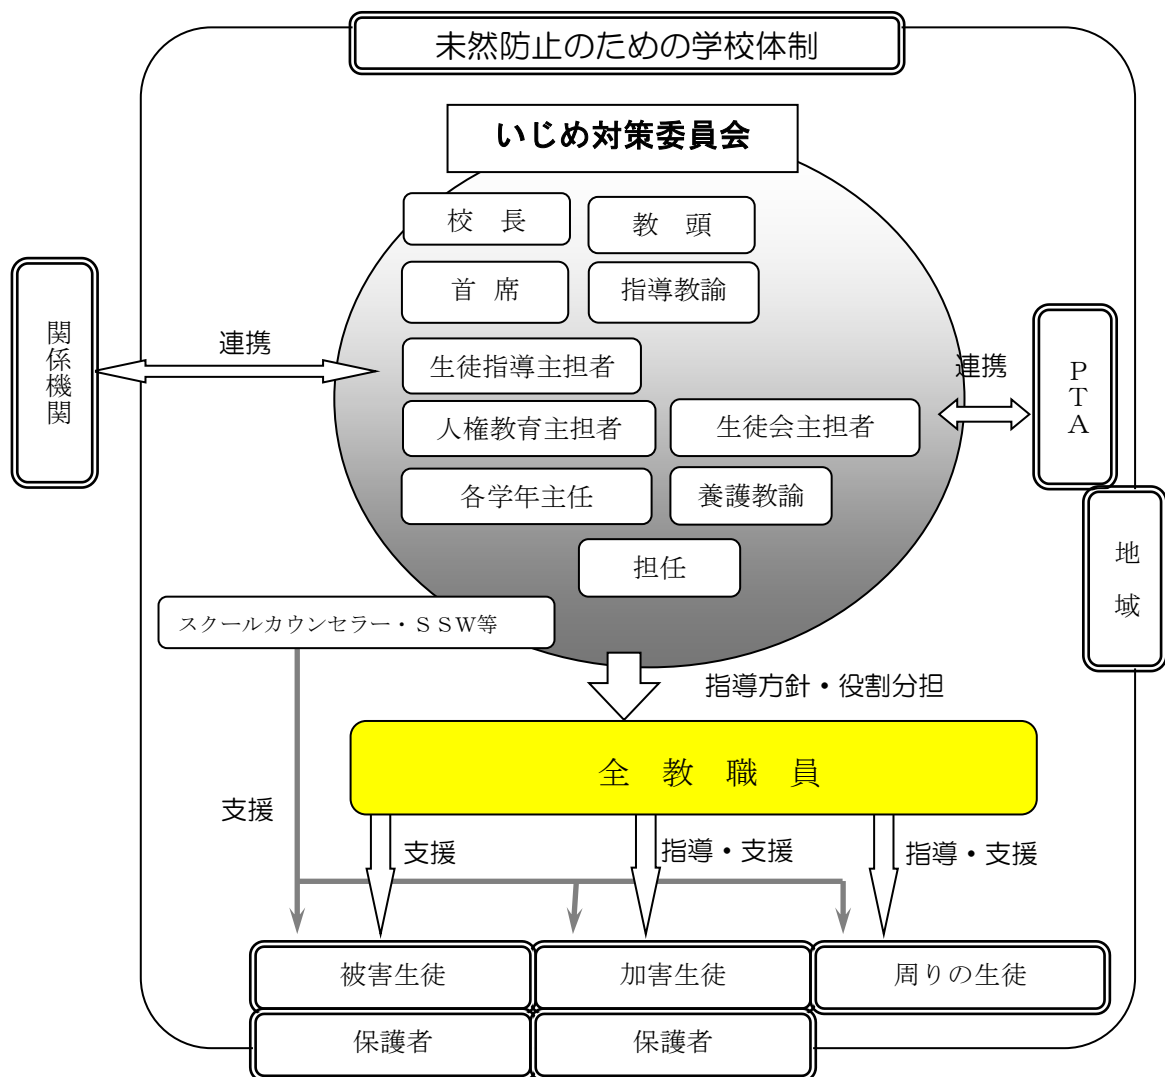 未然防止のための学校体制
いじめ対策委員会
校　長
教　頭
首　席
指導教諭
関係機関
連携
生徒指導主担者
連携
ＰＴＡ
人権教育主担者
生徒会主担者
各学年主任
養護教諭
地域
担任
スクールカウンセラー・ＳＳＷ等
指導方針・役割分担
全　教　職　員
支援
支援
指導・支援
指導・支援
被害生徒
加害生徒
周りの生徒
保護者
保護者